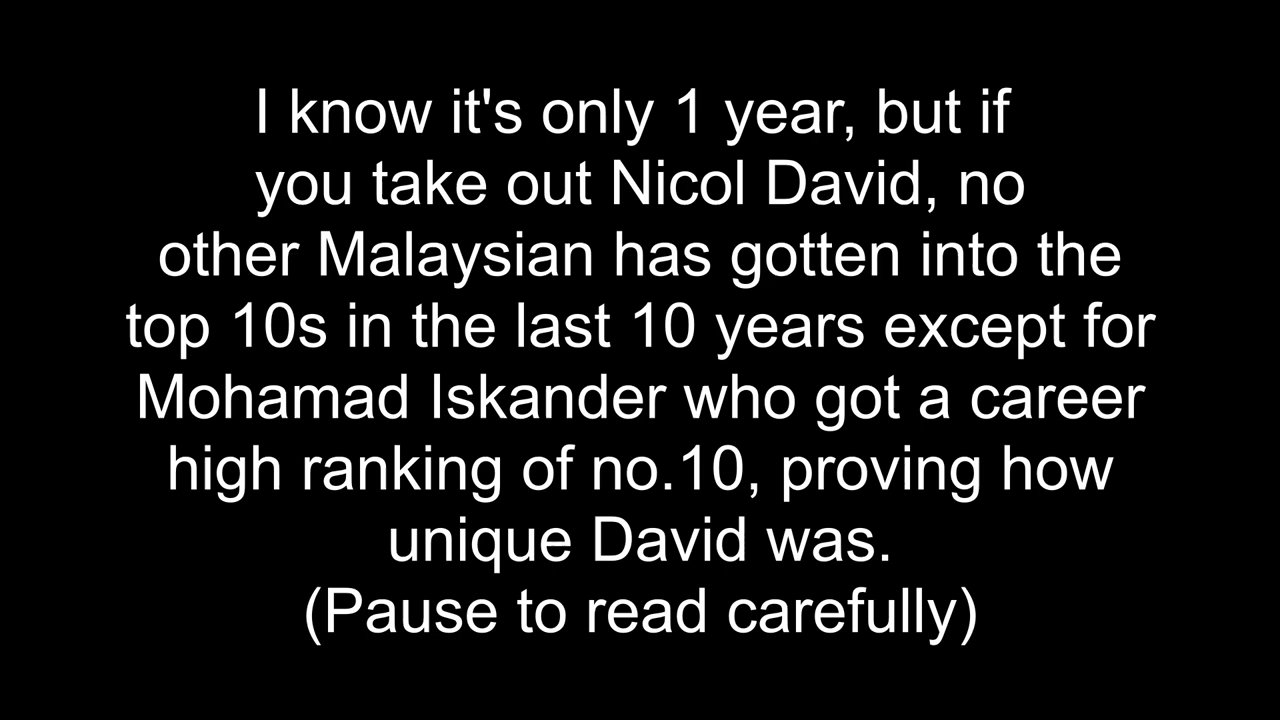 I know it's only 1 year, but if
you take out Nicol David, no
other Malaysian has gotten into the
top 10s in the last 10 years except for
Mohamad Iskander who got a career
high ranking of no.10, proving how
unique David was.
(Pause to read carefully)